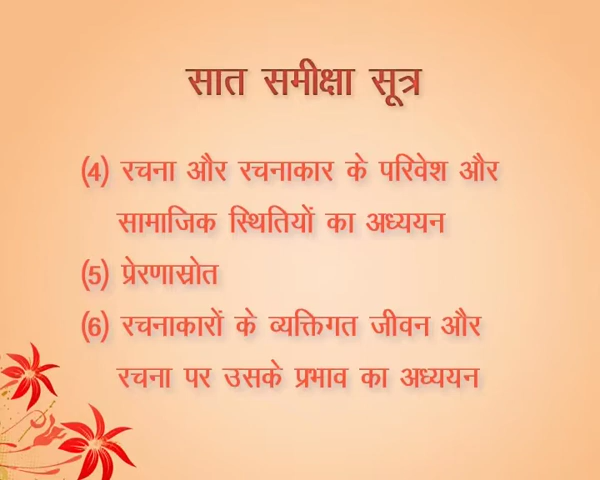 सात समीक्षा सूत्र
(4) रचना और रचनाकार के परिवेश और
सामाजिक स्थितियों का अध्ययन
(5) प्रेरणास्रोत
(6) रचनाकारों के व्यक्तिगत जीवन और
रचना पर उसके प्रभाव का अध्ययन